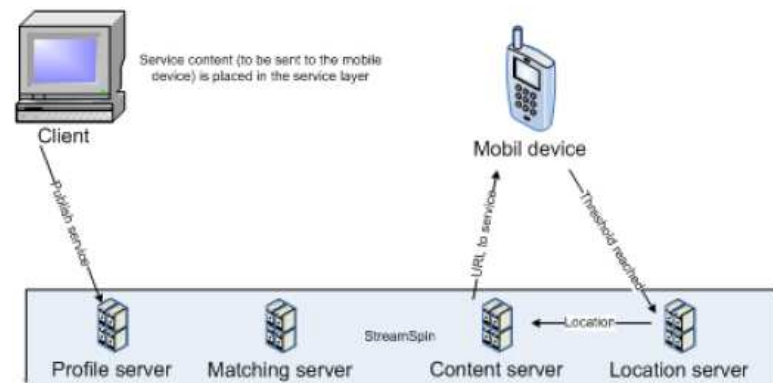 Service content (to be sent to the mobile
device) is placed in the service layer
Client
Mobil device
Publish service
URL to service
Threshold reached
Location
StreamSpin
Profile server
Matching server
Content server
Location server